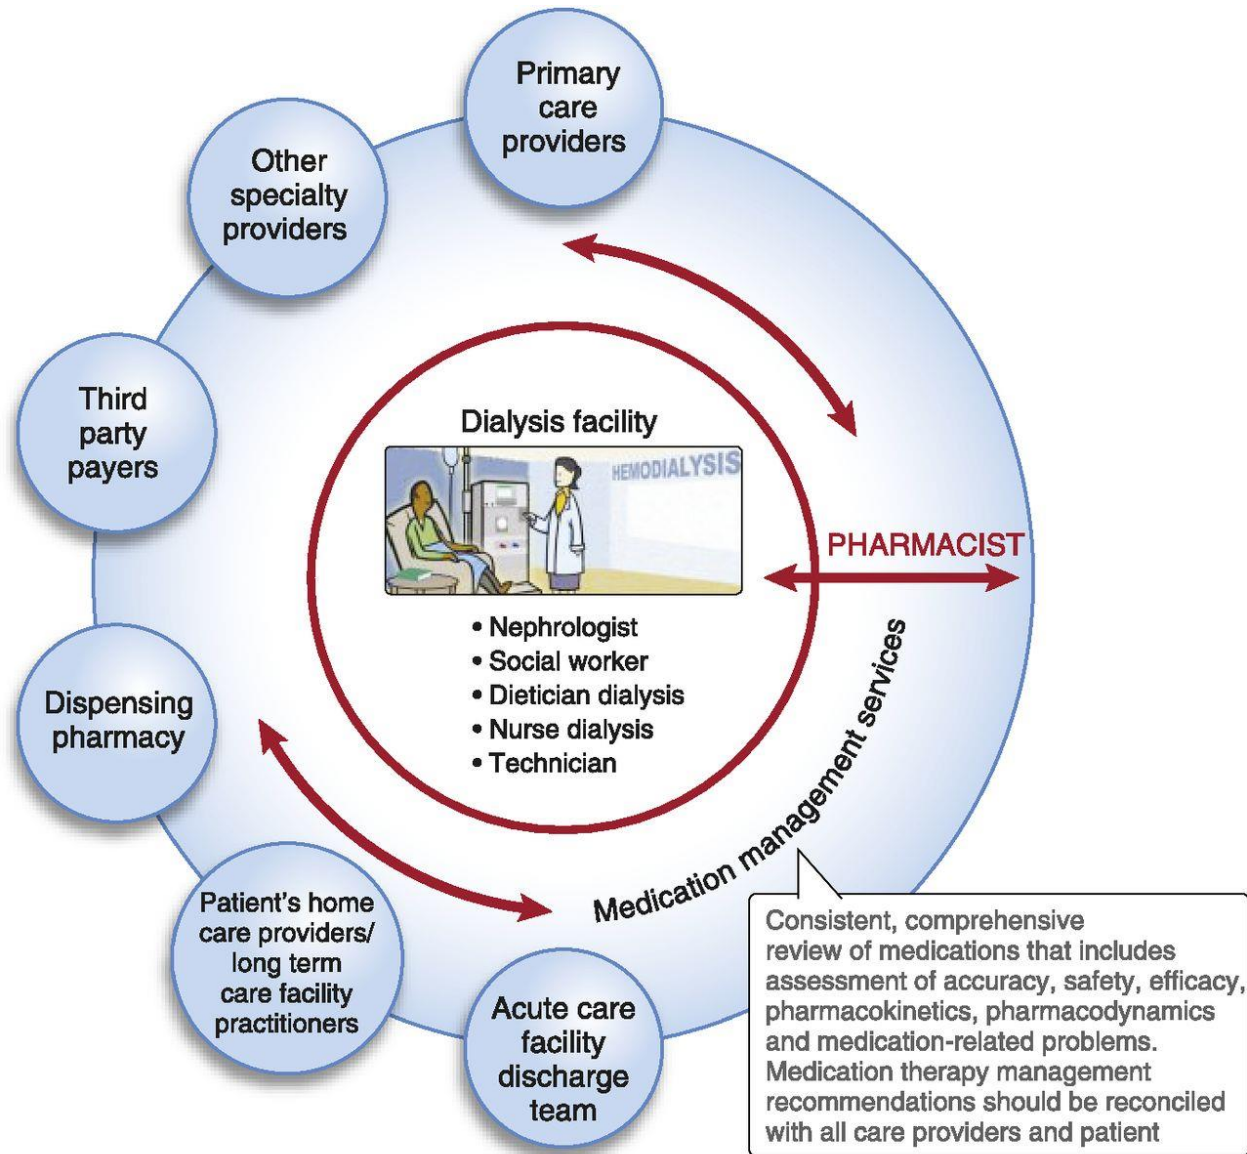 Primary
care
providers
Other
specialty
providers
Third
party
payers
Dialysis facility
HEMODIALYSIS
PHARMACIST
• Nephrologist
• Social worker
• Dietician dialysis
• Nurse dialysis
• Technician
Dispensing
pharmacy
Medication management services
Patient's home
care providers/
long term
care facility
practitioners
Acute care
facility
discharge
team
Consistent, comprehensive
review of medications that includes
assessment of accuracy, safety, efficacy,
pharmacokinetics, pharmacodynamics
and medication-related problems.
Medication therapy management
recommendations should be reconciled
with all care providers and patient